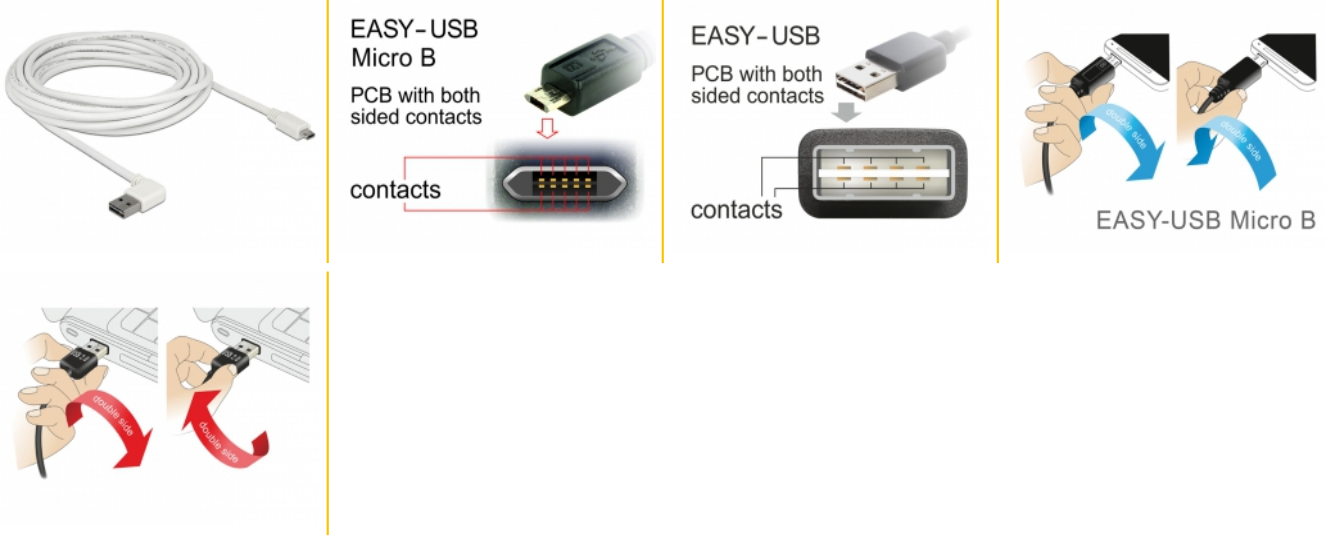 EASY-USB
Micro B
PCB with both
sided contacts
contacts
EASY-USB
PCB with both
sided contacts
contacts
double side
double side
EASY-USB Micro B
double side
double side